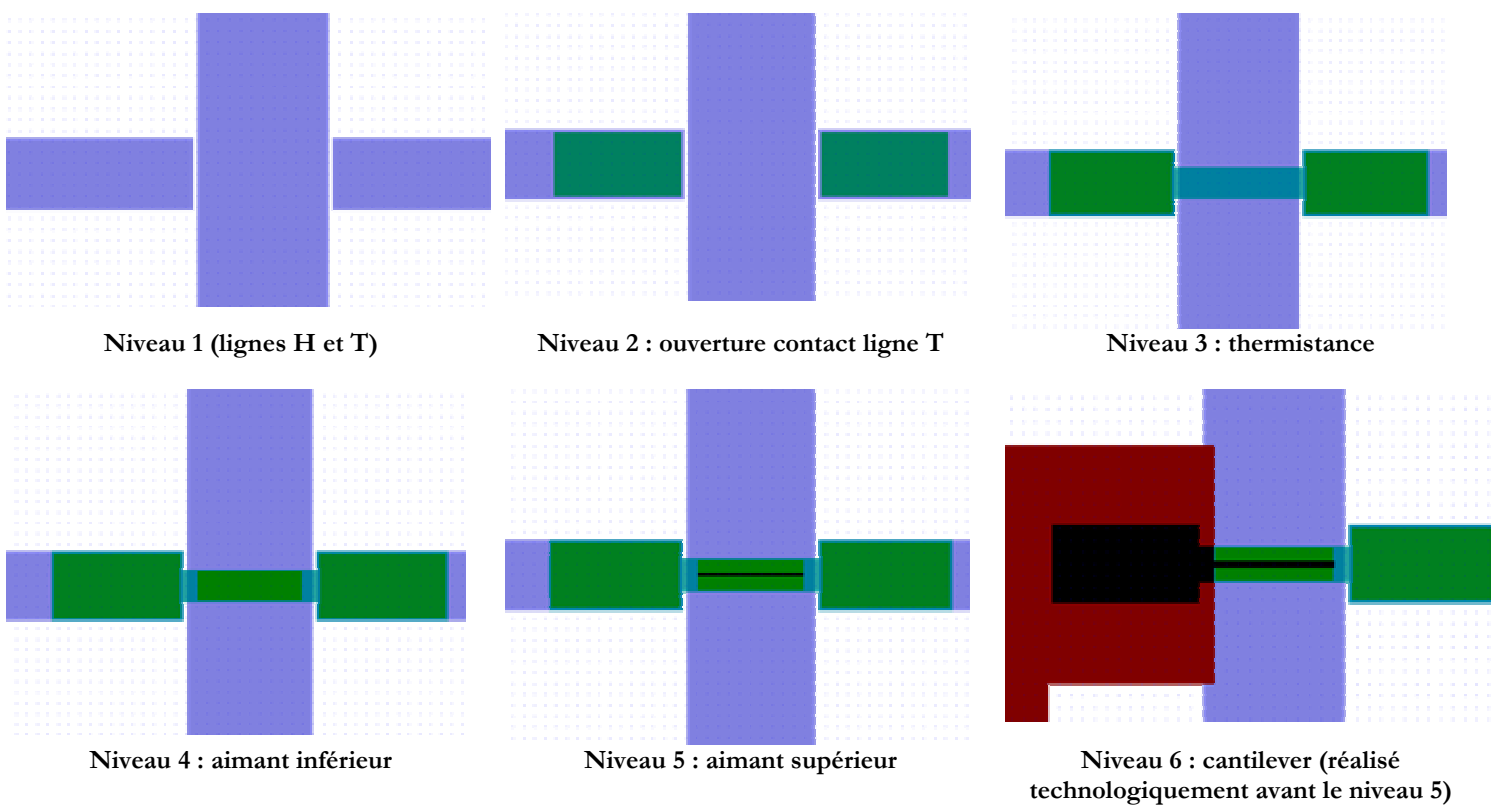 Niveau 1 (lignes H et T)
Niveau 2 : ouverture contact ligne T
Niveau 3 : thermistance
Niveau 4 : aimant inférieur
Niveau 5 : aimant supérieur
Niveau 6 : cantilever (réalisé
technologiquement avant le niveau 5)